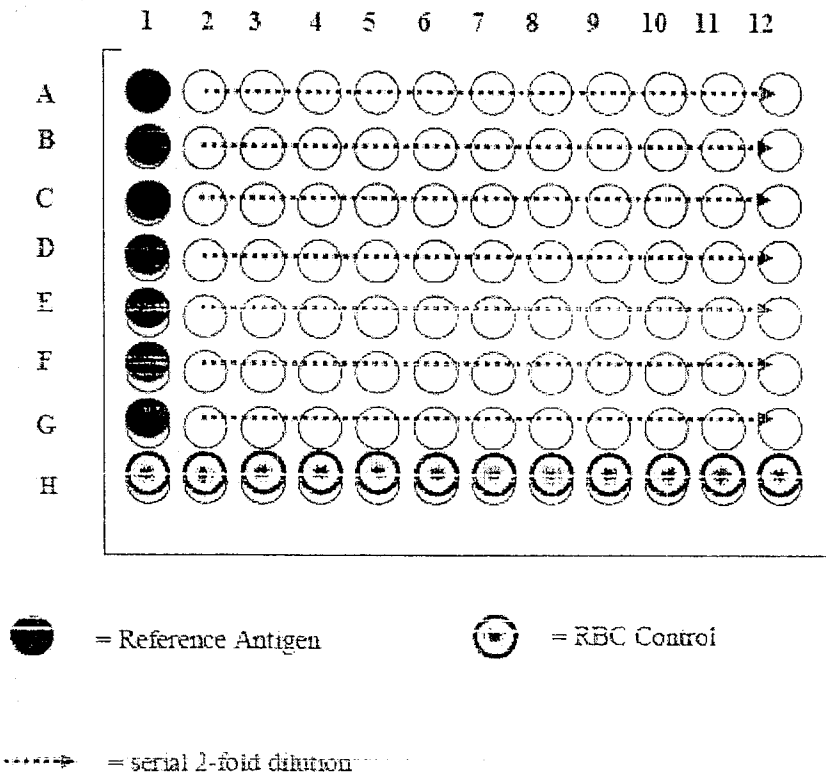 1 2 3 4 5 6 7 8 9 10 11 12
A
B
C
D
E
F
G
H
= Reference Antigen = RBC Control
= serial 2-fold dilution